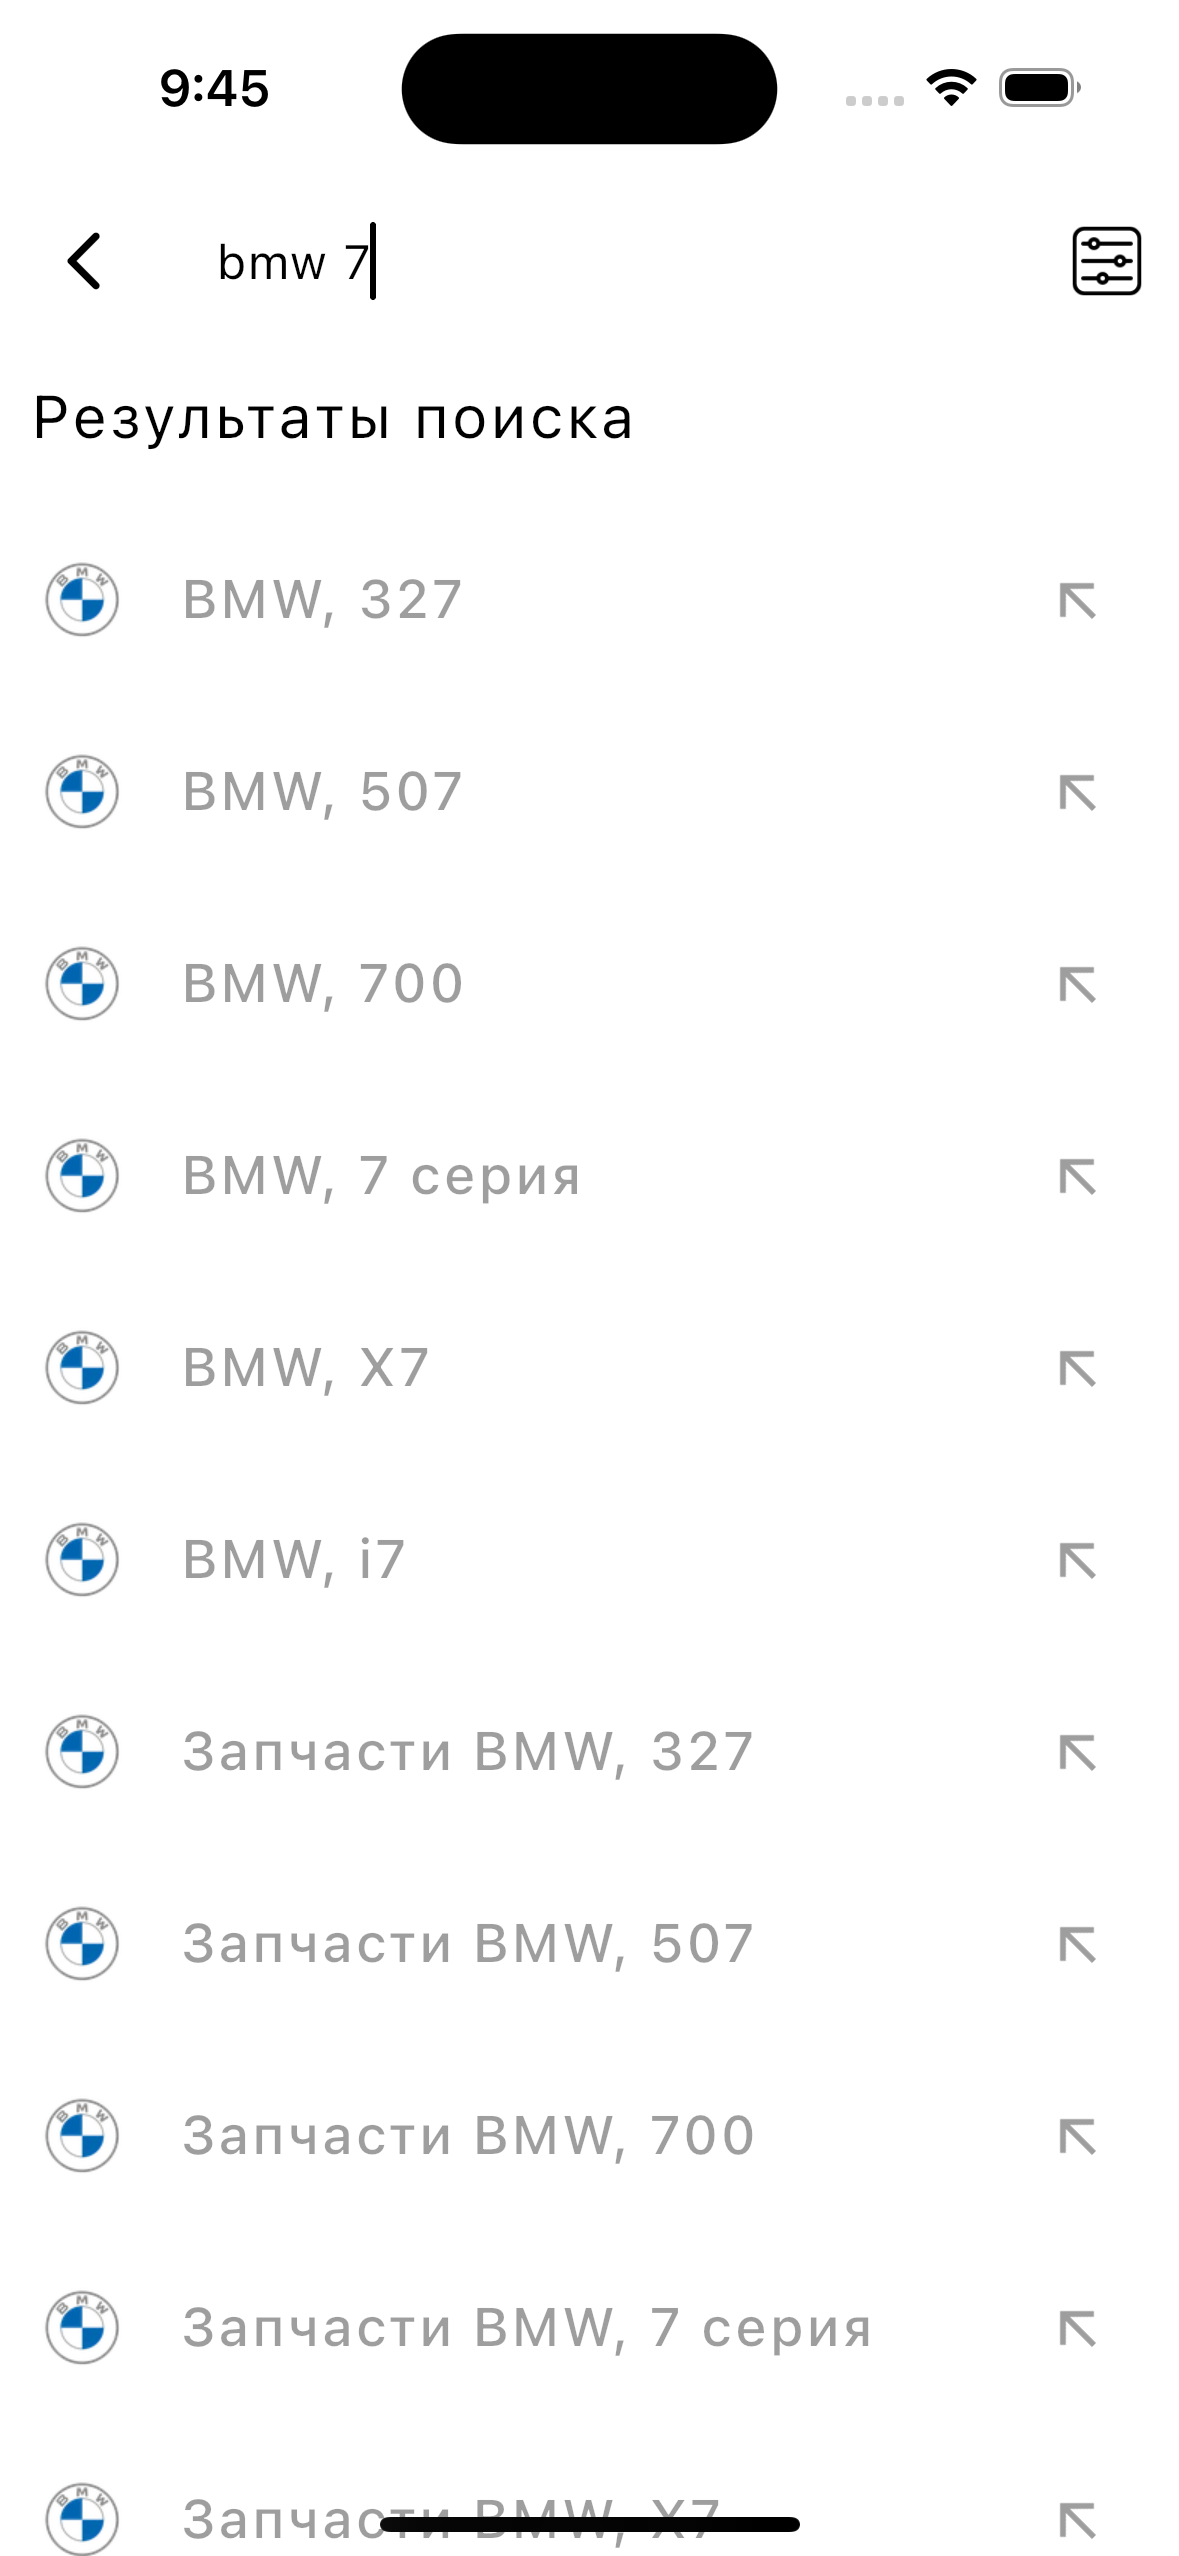 9:45
bmw 7
Результаты поиска
BMW, 327
BMW, 507
BMW, 700
BMW, 7 серия
BMW, X7
BMW, i7
Запчасти BMW, 327
Запчасти BMW, 507
Запчасти BMW, 700
Запчасти BMW, 7 серия
Запчасти BMW, X7